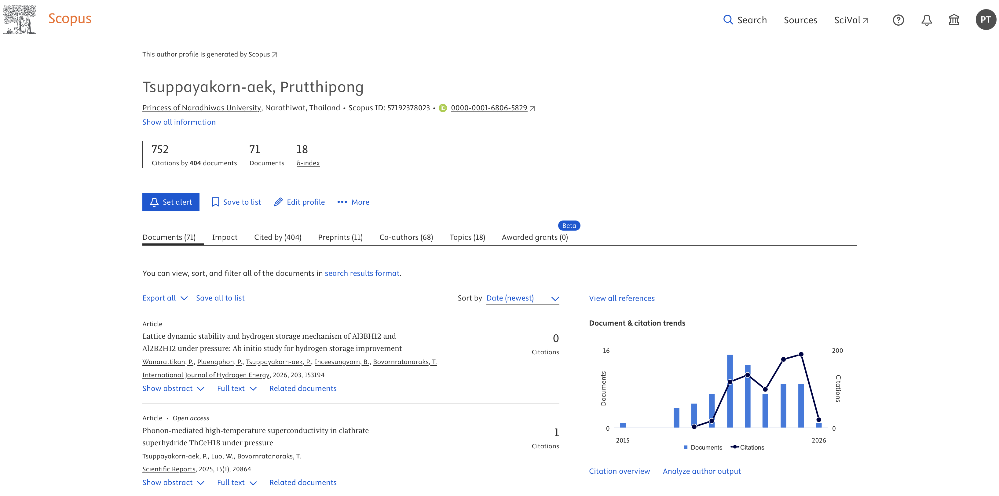 Scopus
Search
Sources
SciVal
PT
This author profile is generated by Scopus
Tsuppayakorn-aek, Prutthipong
Princess of Naradhiwas University, Narathiwat, Thailand • Scopus ID: 57192378023 • iD 0000-0001-6806-5829
Show all information
752
Citations by 404 documents
71
Documents
18
h-index
Set alert
Save to list
Edit profile
More
Beta
Documents (71)
Impact
Cited by (404)
Preprints (11)
Co-authors (68)
Topics (18)
Awarded grants (0)
You can view, sort, and filter all of the documents in search results format.
Export all
Save all to list
Sort by Date (newest)
Article
Lattice dynamic stability and hydrogen storage mechanism of Al3BH12 and
Al2B2H12 under pressure: Ab initio study for hydrogen storage improvement
Wanarattikan, P., Pluengphon, P., Tsuppayakorn-aek, P., Inceesungvorn, B., Bovornratanaraks, T.
International Journal of Hydrogen Energy, 2026, 203, 153194
0
Citations
Show abstract
Full text
Related documents
Article • Open access
Phonon-mediated high-temperature superconductivity in clathrate
superhydride ThCeH18 under pressure
Tsuppayakorn-aek, P., Luo, W., Bovornratanaraks, T.
Scientific Reports, 2025, 15(1), 20864
1
Citations
Show abstract
Full text
Related documents
View all references
Document & citation trends
16
200
Documents
Citations
0
0
2015
2026
Documents
Citations
Citation overview
Analyze author output